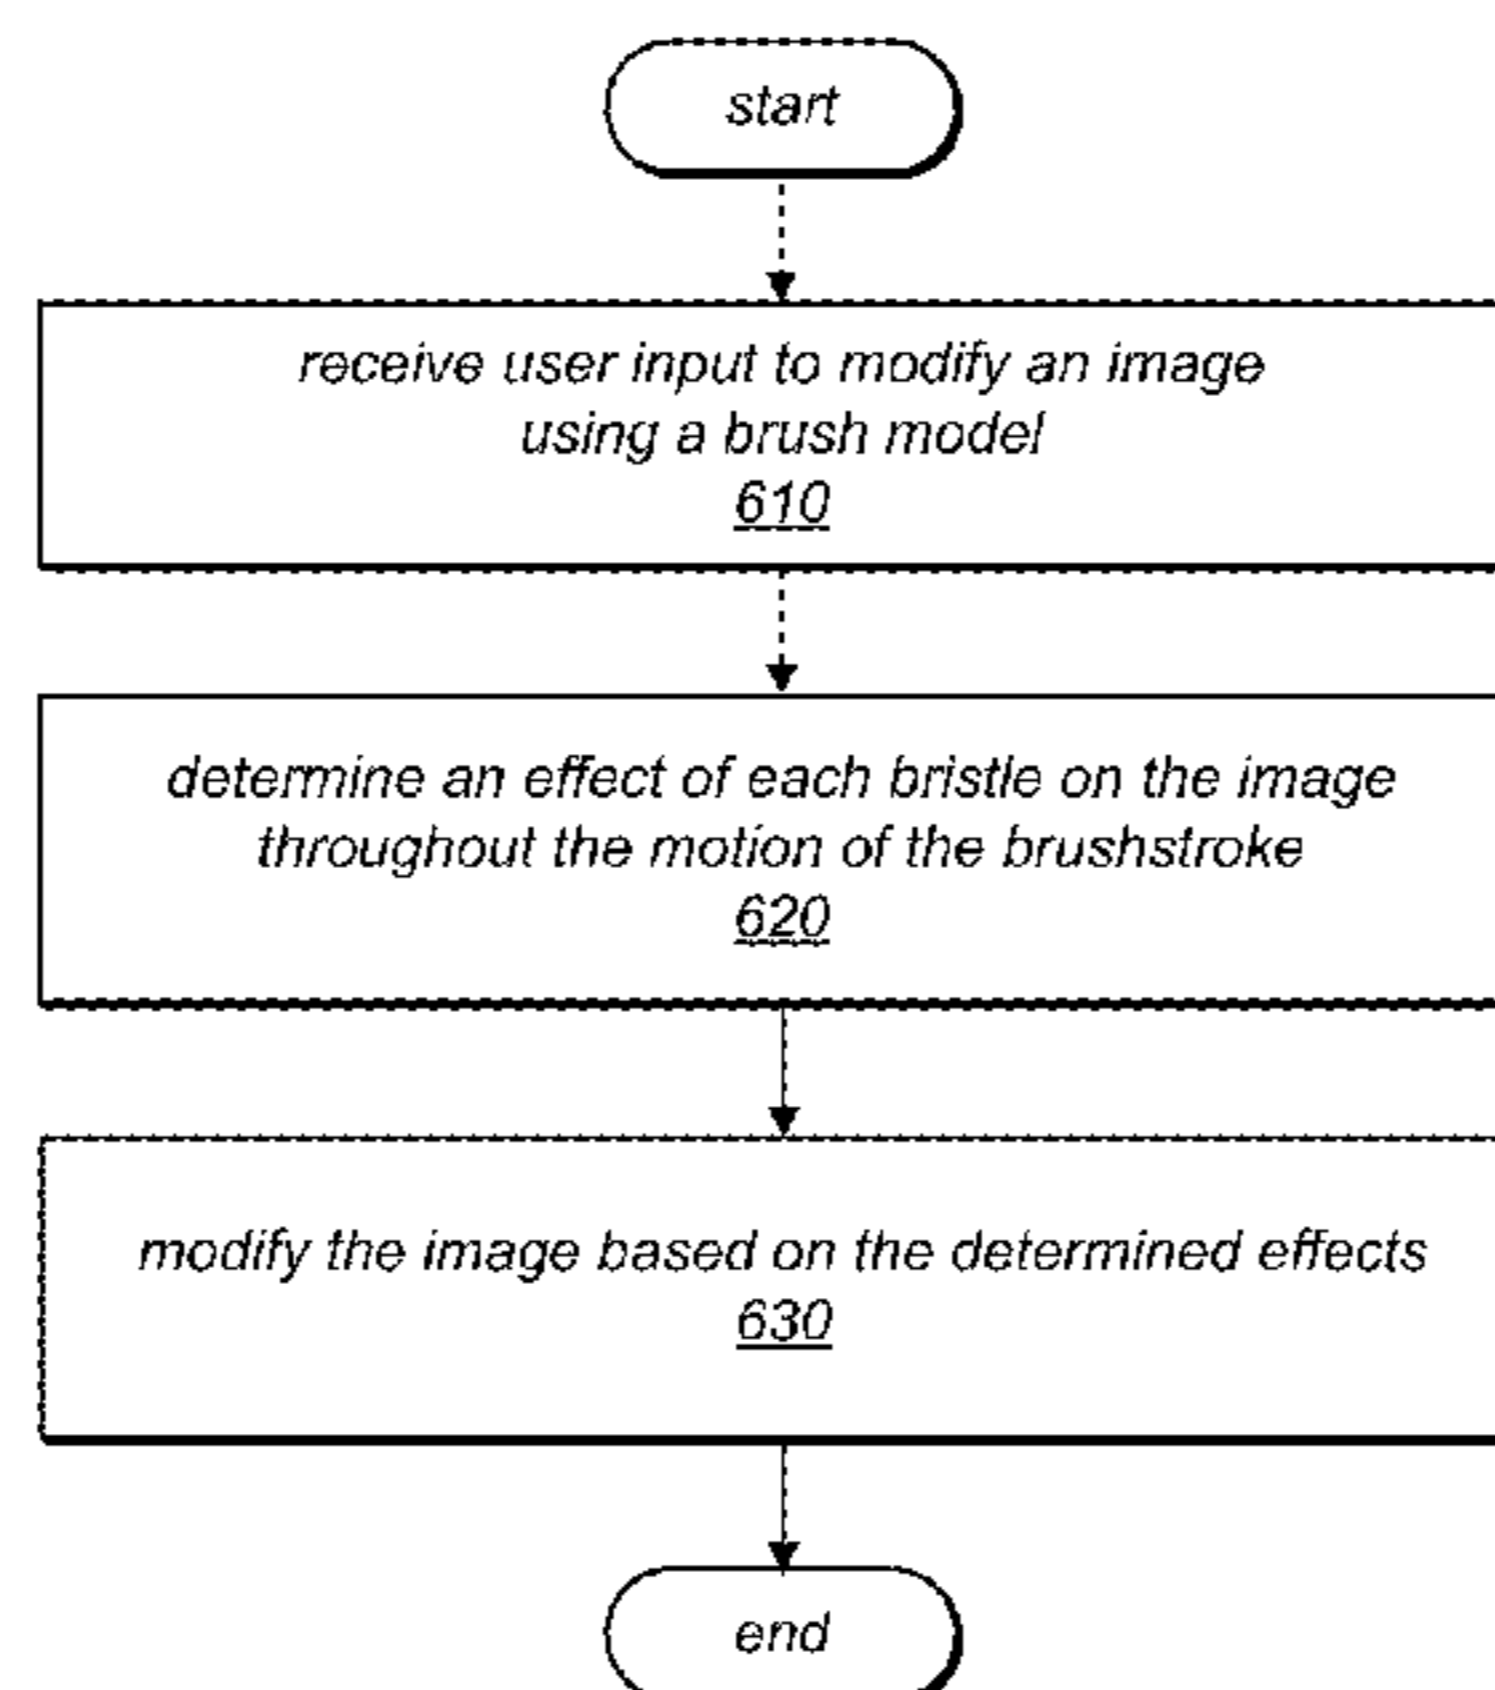 start
receive user input to modify an image
using a brush model
610
determine an effect of each bristle on the image
throughout the motion of the brushstroke
620
modify the image based on the determined effects
630
end